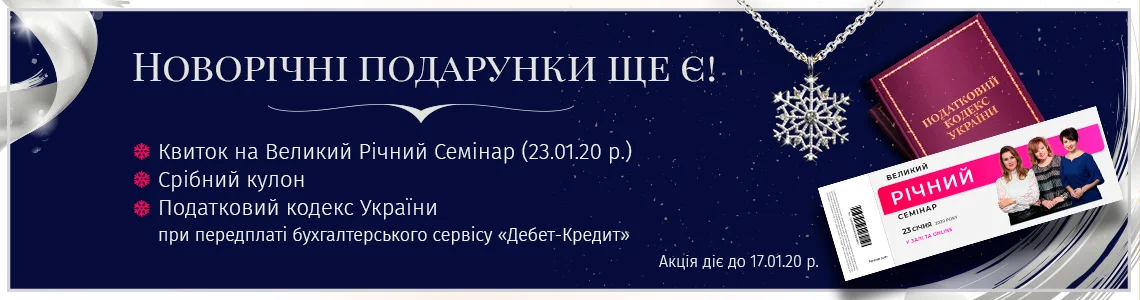 Новорічні подарунки ще є!
Квиток на Великий Річний Семінар (23.01.20 р.)
Срібний кулон
Податковий кодекс України
при передплаті бухгалтерського сервісу «Дебет-Кредит»
Акція діє до 17.01.20 р.
ПОДАТКОВИЙ
КОДЕКС
УКРАЇНИ
ВЕЛИКИЙ
РІЧНИЙ
СЕМІНАР
23 СІЧНЯ 2020 РОКУ
У ЗАЛІ ТА ONLINE